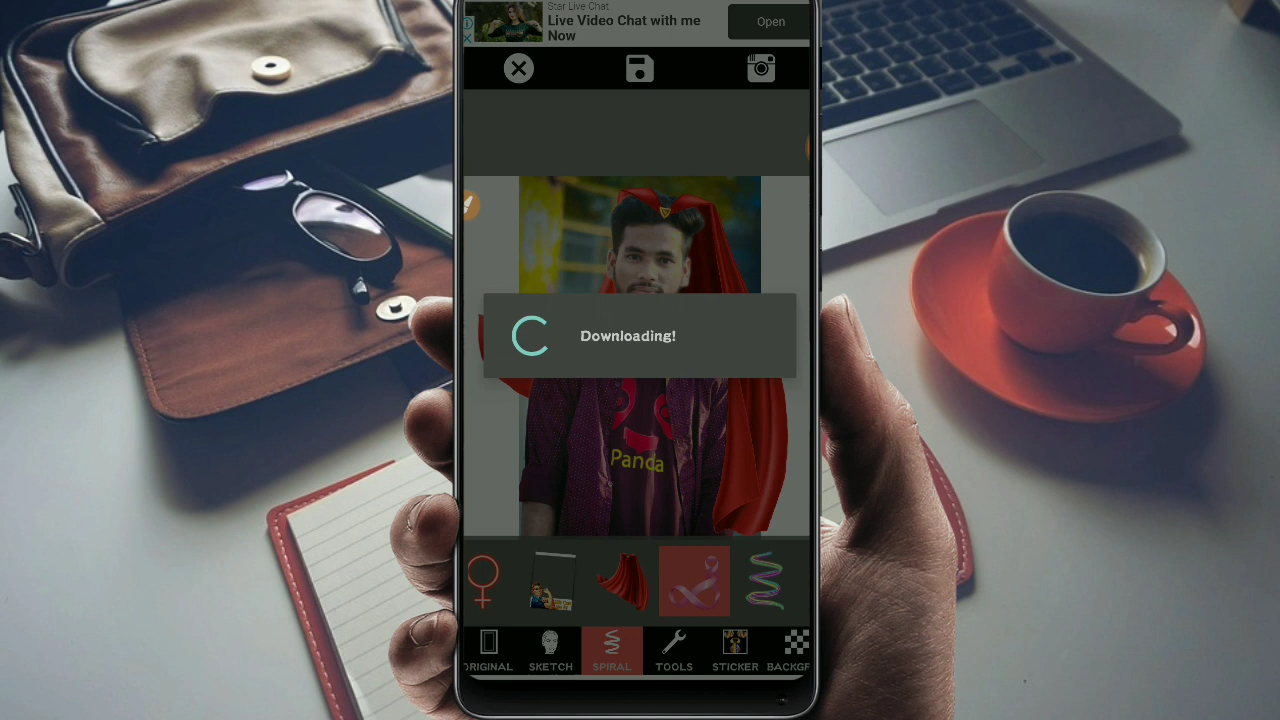 Star Live Chat
Live Video Chat with me
Now
Open
Downloading!
Panda
ORIGINAL
SKETCH
SPIRAL
TOOLS
STICKER
BACKGR